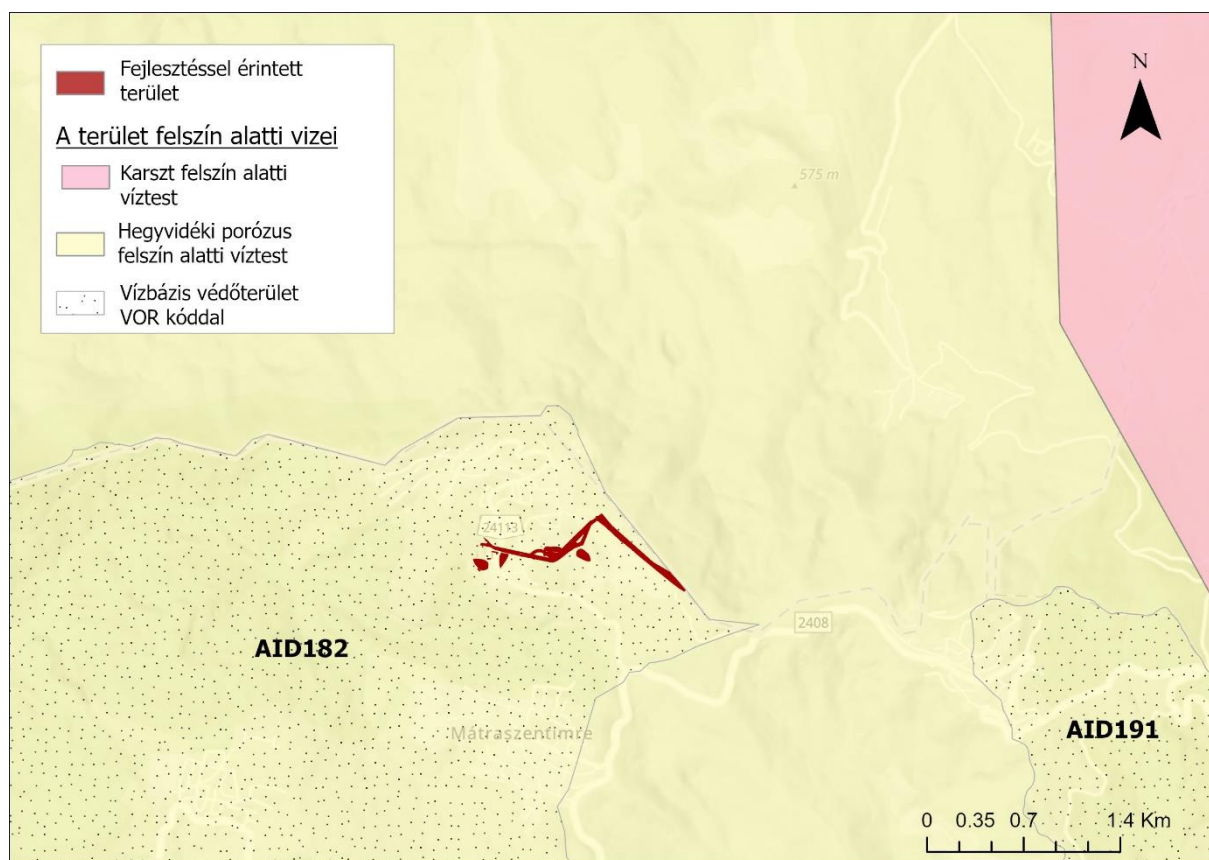 Fejlesztéssel érintett
terület
A terület felszín alatti vizei
Karszt felszín alatti
víztest
Hegyvidéki porózus
felszín alatti víztest
Vízbázis védőterület
VOR kóddal
N
575 m
24113
AID182
2408
AID191
Mátraszentimre
0 0.35 0.7 1.4 Km